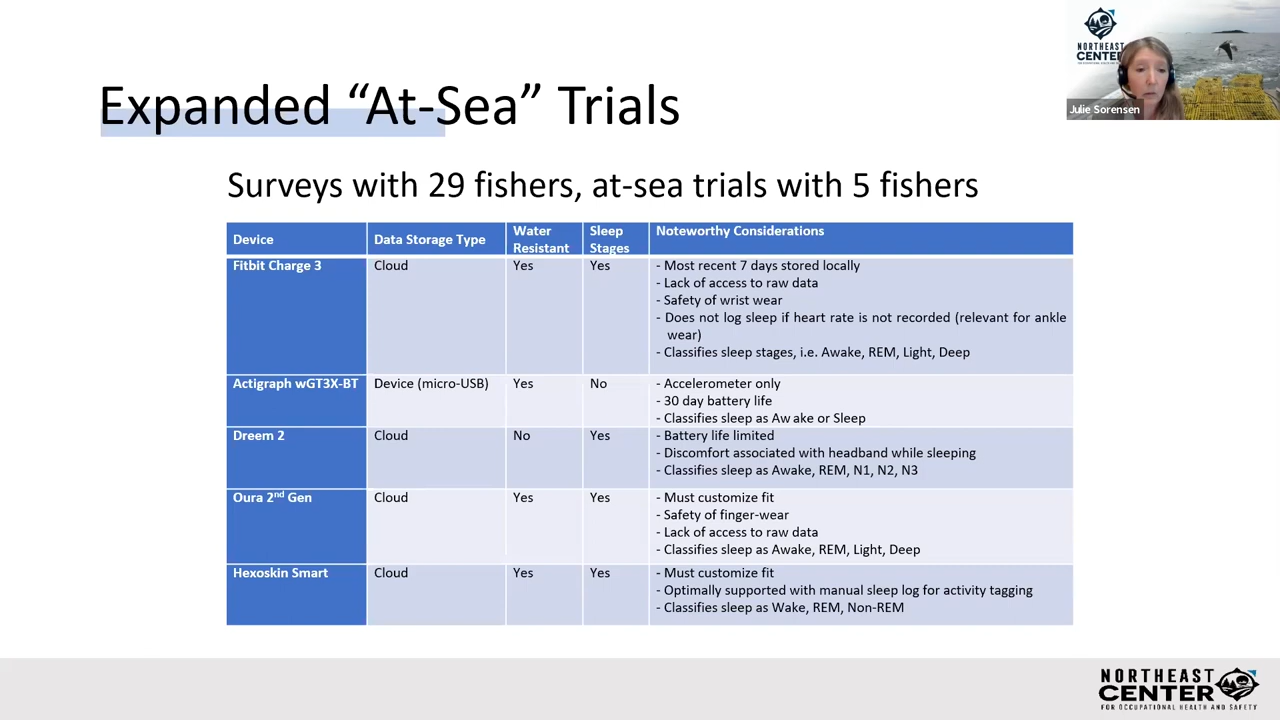 NORTHEAST
CENTER
FOR OCCUPATIONAL HEALTH AND SAFETY
Julie Sorensen
Expanded “At-Sea” Trials
Surveys with 29 fishers, at-sea trials with 5 fishers
Device Data Storage Type Water Resistant Sleep Stages Noteworthy Considerations
Fitbit Charge 3 Cloud Yes Yes - Most recent 7 days stored locally
- Lack of access to raw data
- Safety of wrist wear
- Does not log sleep if heart rate is not recorded (relevant for ankle
wear)
- Classifies sleep stages, i.e. Awake, REM, Light, Deep
Actigraph wGT3X-BT Device (micro-USB) Yes No - Accelerometer only
- 30 day battery life
- Classifies sleep as Aw ake or Sleep
Dreem 2 Cloud No Yes - Battery life limited
- Discomfort associated with headband while sleeping
- Classifies sleep as Awake, REM, N1, N2, N3
Oura 2nd Gen Cloud Yes Yes - Must customize fit
- Safety of finger-wear
- Lack of access to raw data
- Classifies sleep as Awake, REM, Light, Deep
Hexoskin Smart Cloud Yes Yes - Must customize fit
- Optimally supported with manual sleep log for activity tagging
- Classifies sleep as Wake, REM, Non-REM
NORTHEAST
CENTER
FOR OCCUPATIONAL HEALTH AND SAFETY